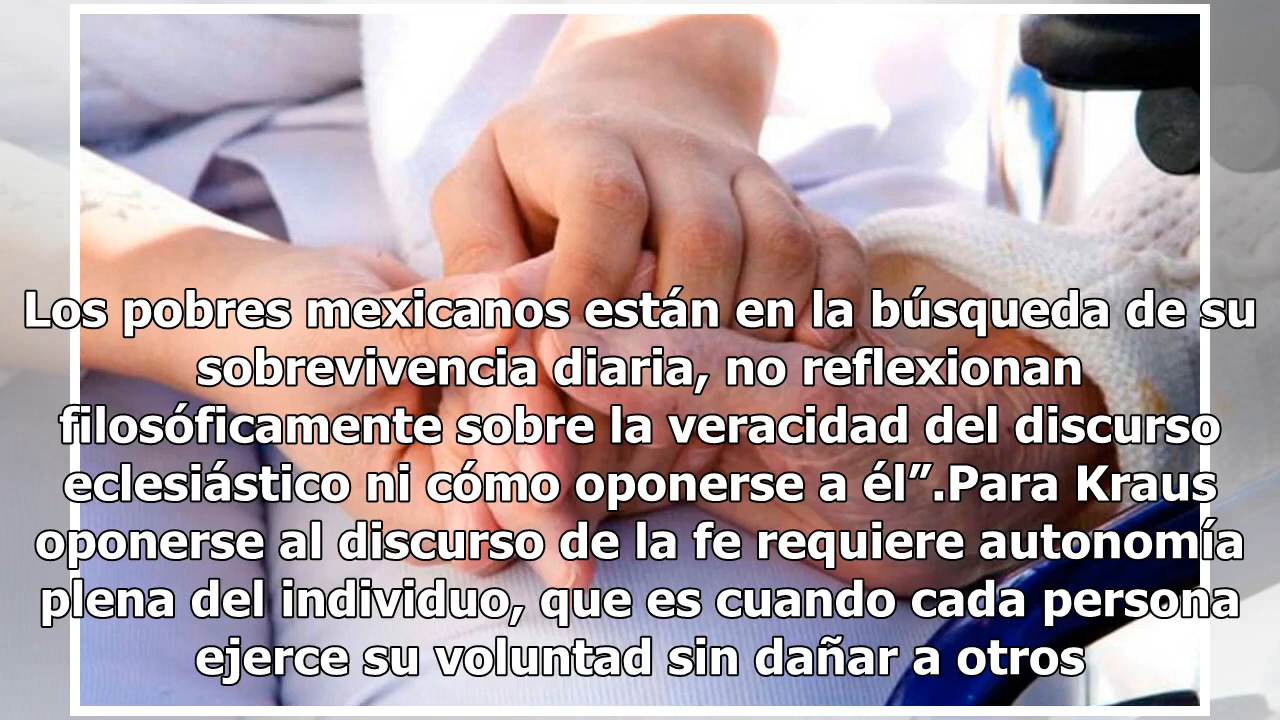 Los pobres mexicanos están en la búsqueda de su
sobrevivencia diaria, no reflexionan
filosóficamente sobre la veracidad del discurso
eclesiástico ni cómo oponerse a él”.Para Kraus
oponerse al discurso de la fe requiere autonomía
plena del individuo, que es cuando cada persona
ejerce su voluntad sin dañar a otros